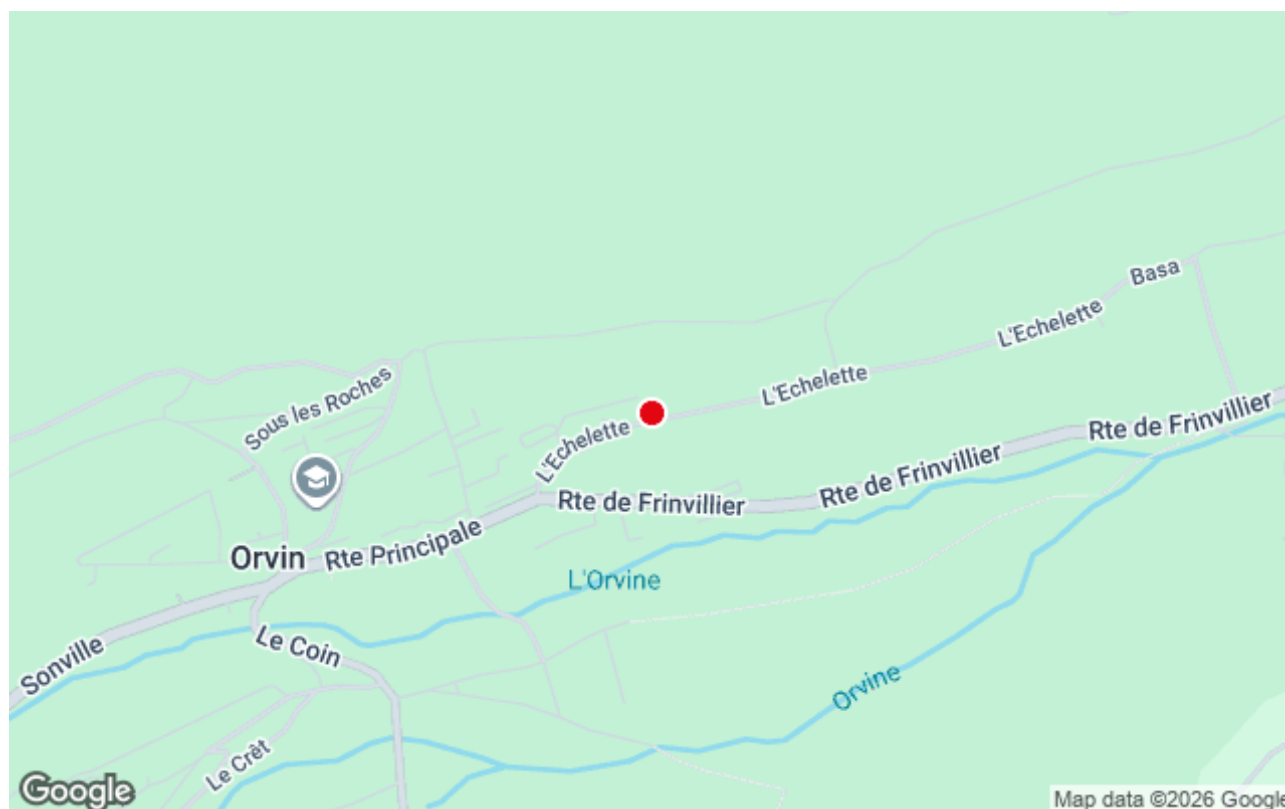 Basa
L'Echelette
L'Echelette
Sous les Roches
L'Echelette
Rte de Frinvillier
Rte de Frinvillier
Rte de Frinvillier
Orvin
Rte Principale
L'Orvine
Le Coin
Sonville
Orvine
Le Crêt
Google
Map data ©2026 Google